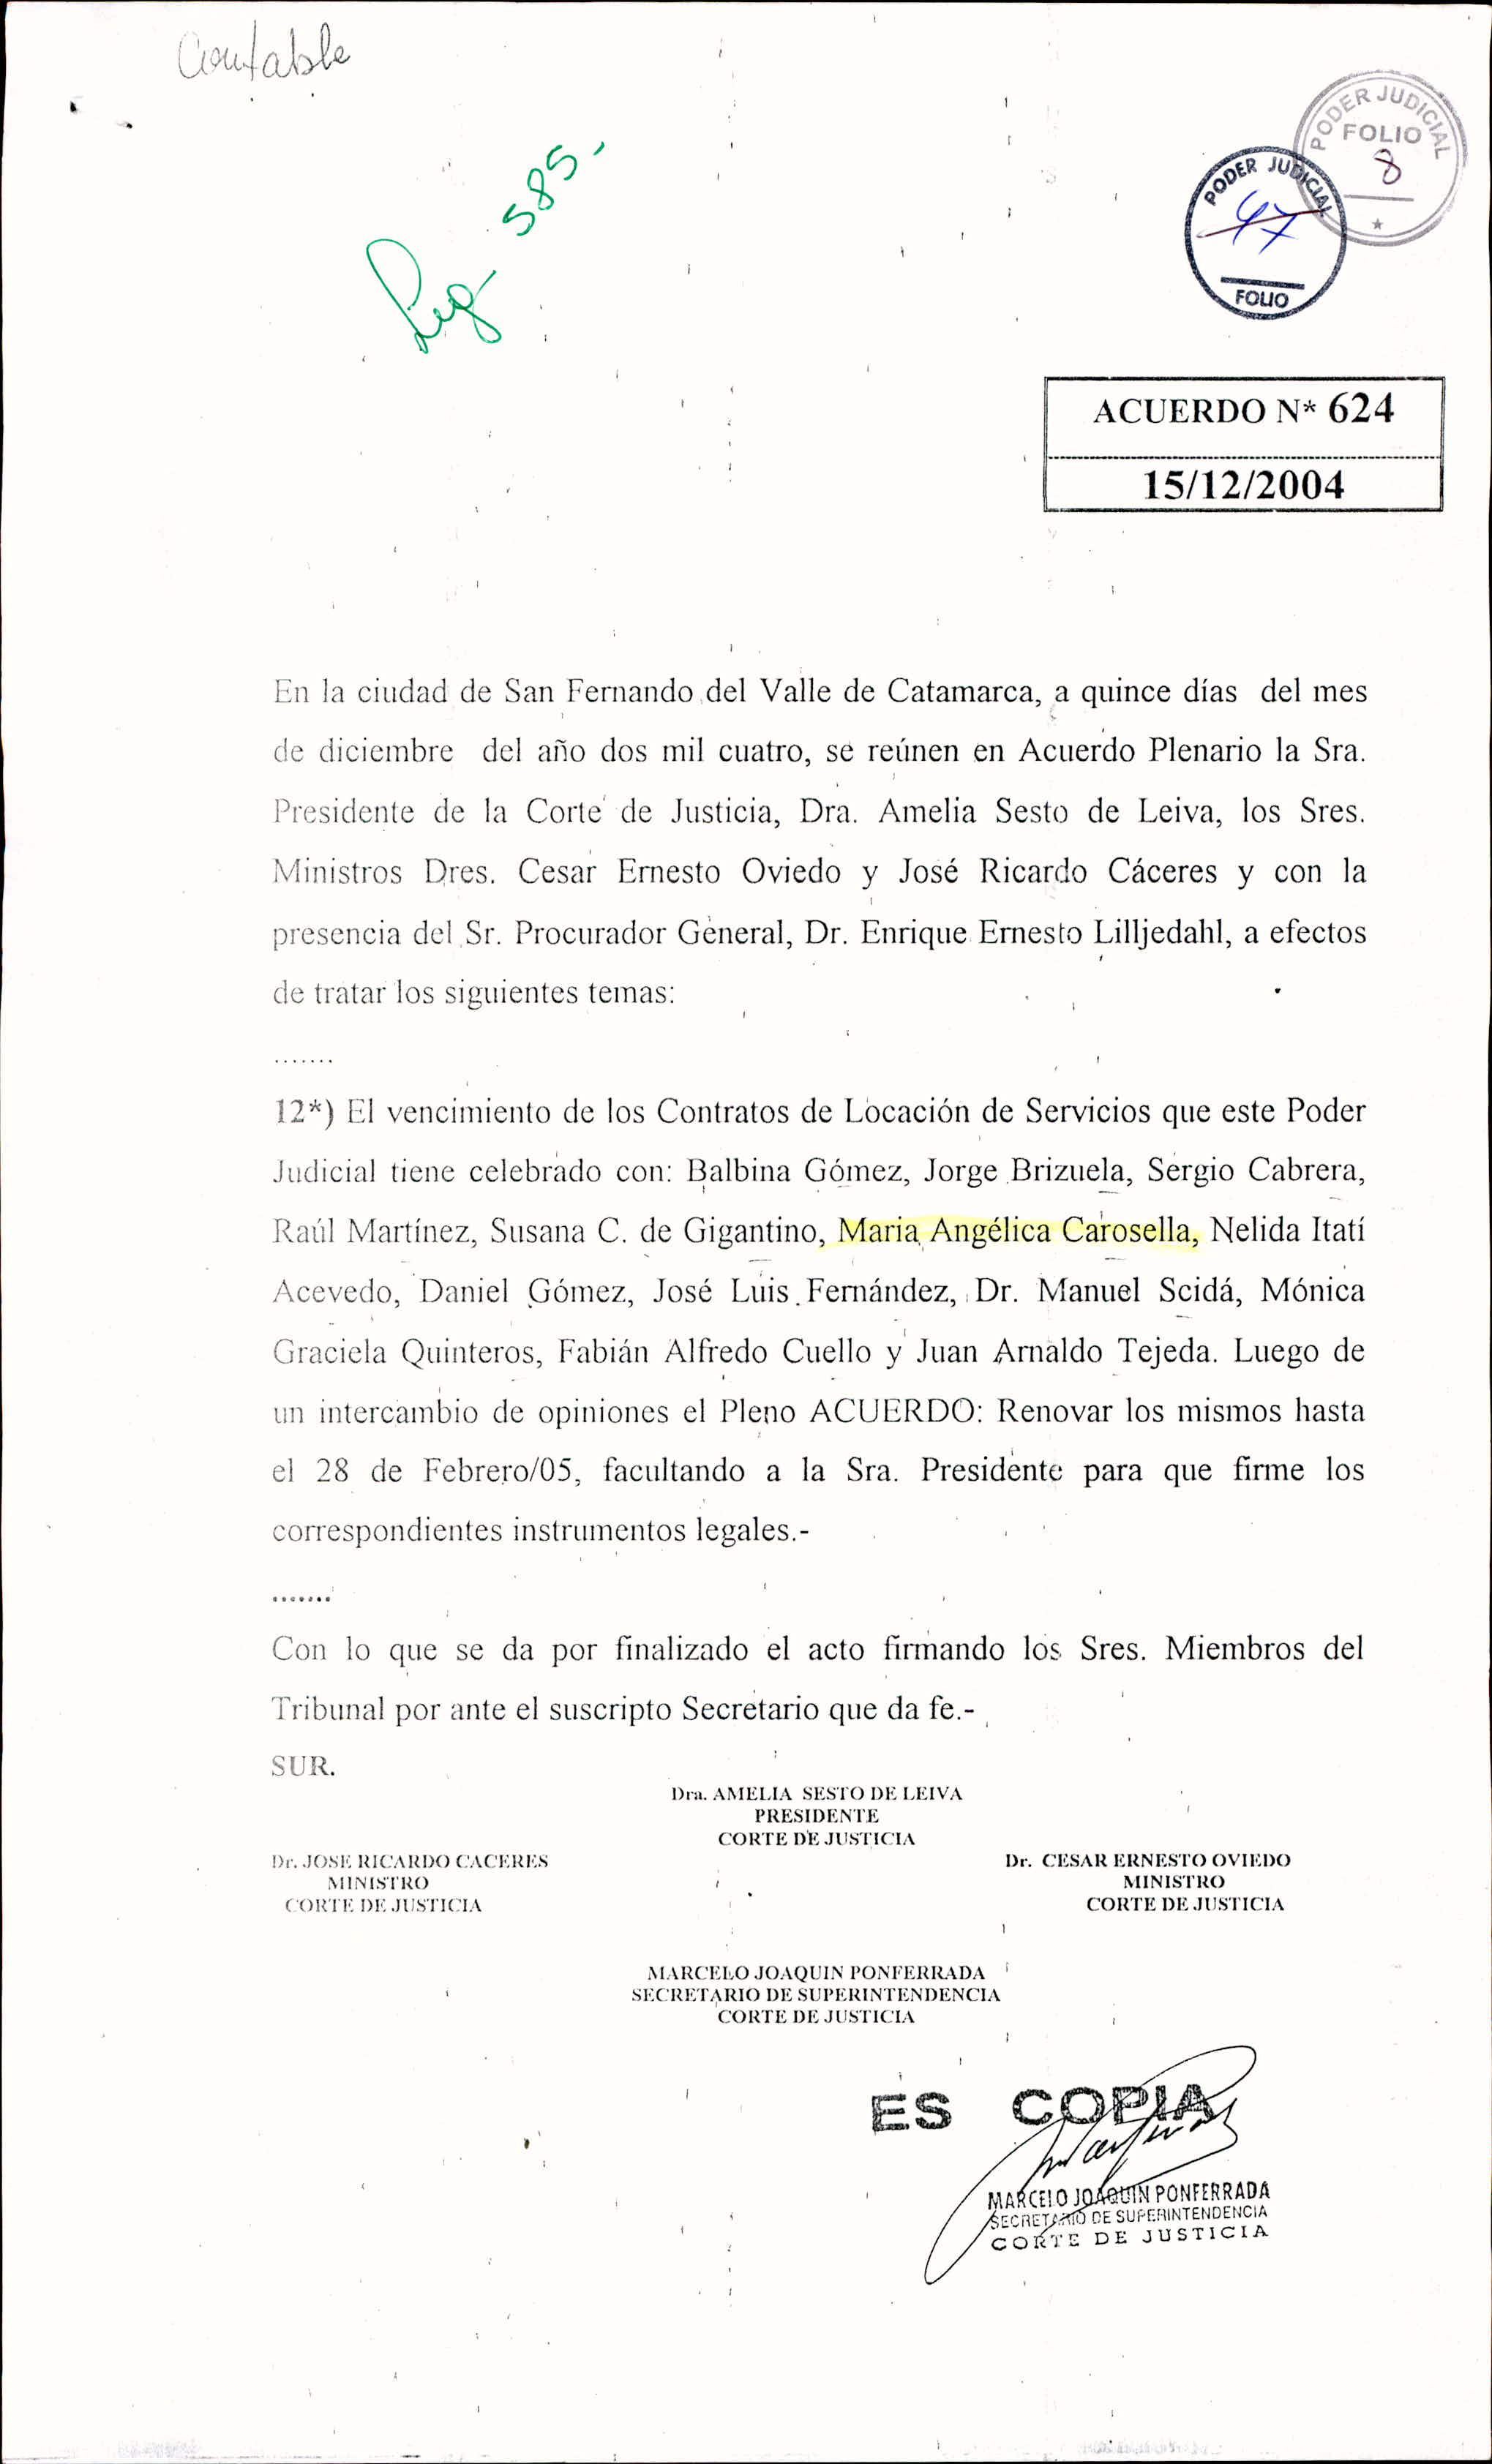 Contable
Leg. 585.-
PODER JUDICIAL
FOLIO
8
PODER JUDICIAL
47
FOLIO
ACUERDO N* 624
15/12/2004
En la ciudad de San Fernando del Valle de Catamarca, a quince días del mes
de diciembre del año dos mil cuatro, se reúnen en Acuerdo Plenario la Sra.
Presidente de la Corte de Justicia, Dra. Amelia Sesto de Leiva, los Sres.
Ministros Dres. Cesar Ernesto Oviedo y José Ricardo Cáceres y con la
presencia del Sr. Procurador General, Dr. Enrique Ernesto Lilljedahl, a efectos
de tratar los siguientes temas:
.......
12*) El vencimiento de los Contratos de Locación de Servicios que este Poder
Judicial tiene celebrado con: Balbina Gómez, Jorge Brizuela, Sergio Cabrera,
Raúl Martínez, Susana C. de Gigantino, Maria Angélica Carosella, Nelida Itatí
Acevedo, Daniel Gómez, José Luis Fernández, Dr. Manuel Scidá, Mónica
Graciela Quinteros, Fabián Alfredo Cuello y Juan Arnaldo Tejeda. Luego de
un intercambio de opiniones el Pleno ACUERDO: Renovar los mismos hasta
el 28 de Febrero/05, facultando a la Sra. Presidente para que firme los
correspondientes instrumentos legales.-
.......
Con lo que se da por finalizado el acto firmando los Sres. Miembros del
Tribunal por ante el suscripto Secretario que da fe.-
SUR.
Dra. AMELIA SESTO DE LEIVA
PRESIDENTE
CORTE DE JUSTICIA
Dr. JOSE RICARDO CACERES
MINISTRO
CORTE DE JUSTICIA
Dr. CESAR ERNESTO OVIEDO
MINISTRO
CORTE DE JUSTICIA
MARCELO JOAQUIN PONFERRADA
SECRETARIO DE SUPERINTENDENCIA
CORTE DE JUSTICIA
ES COPIA
MARCELO JOAQUIN PONFERRADA
SECRETARIO DE SUPERINTENDENCIA
CORTE DE JUSTICIA